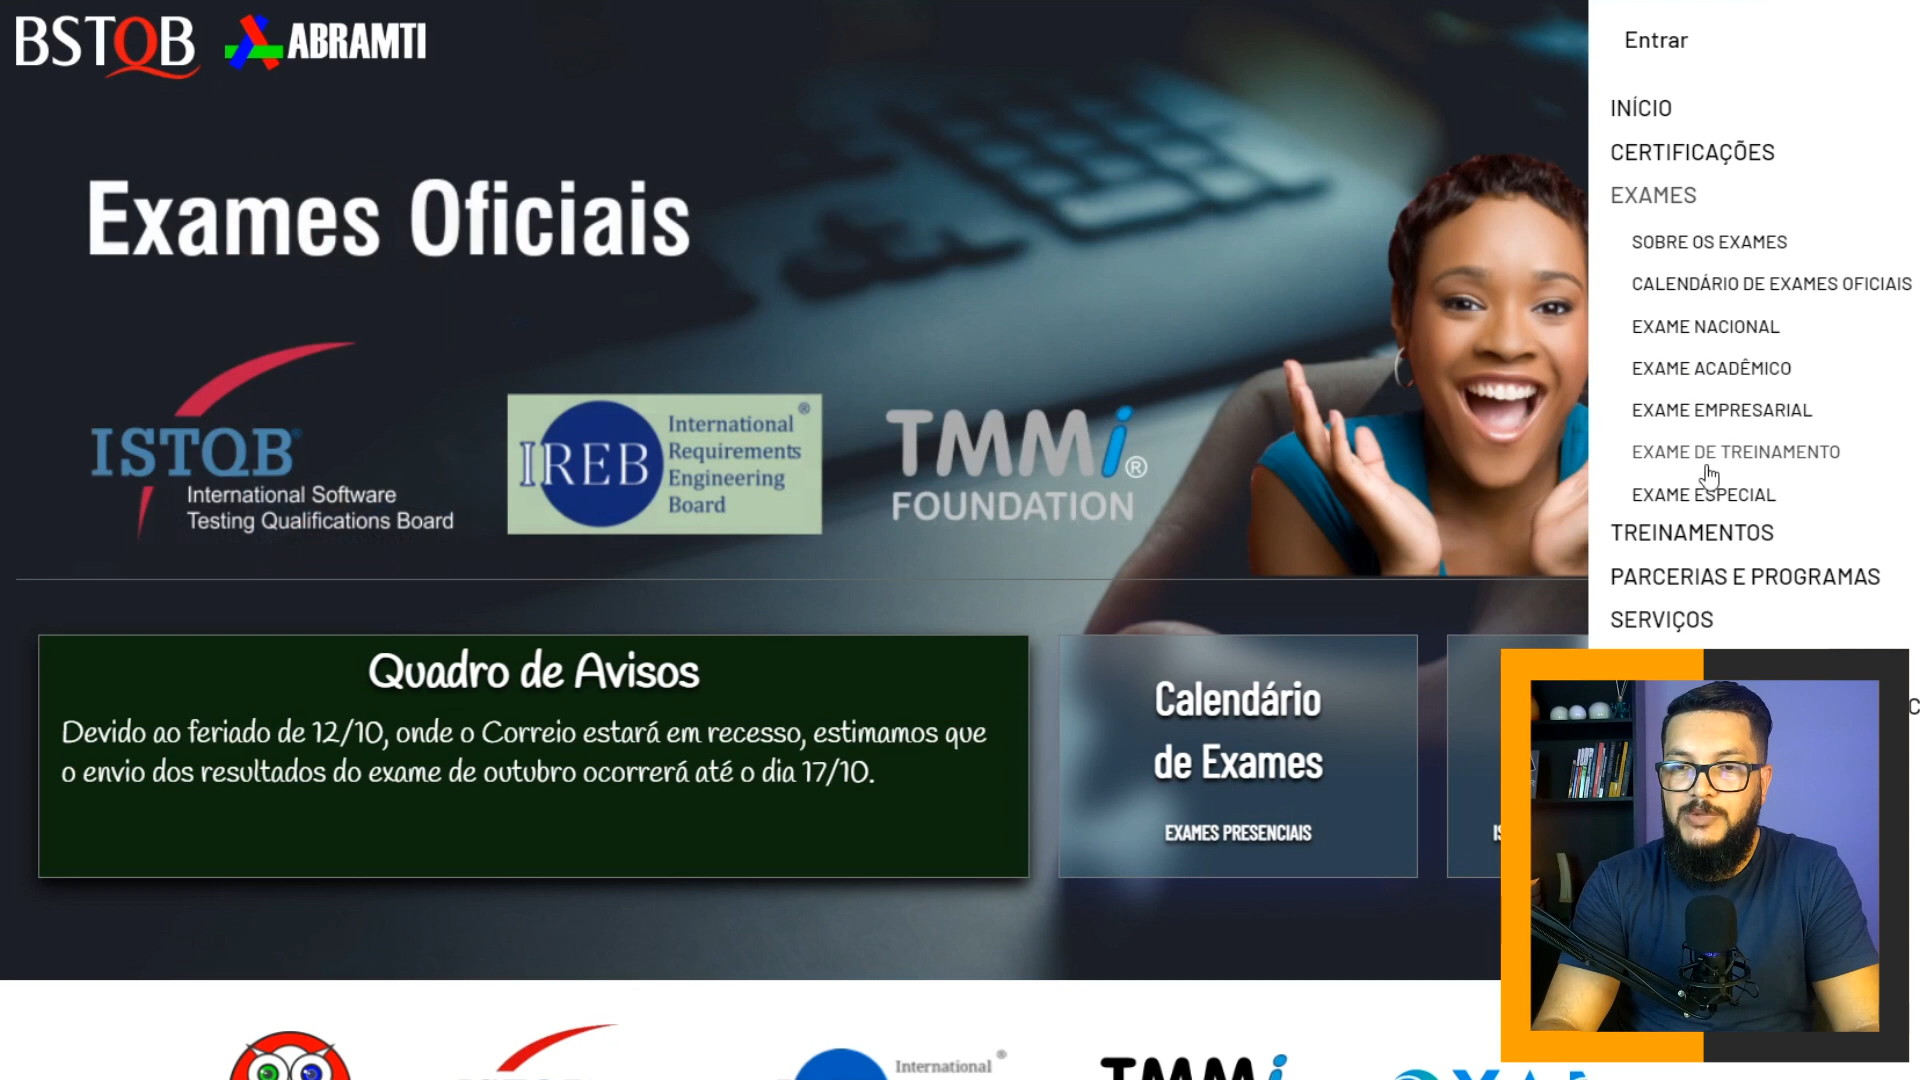 BSTQB
ABRAMTI
Exames Oficiais
ISTQB®
International Software
Testing Qualifications Board
IREB
International
Requirements
Engineering
Board
®
TMMi®
FOUNDATION
Quadro de Avisos
Devido ao feriado de 12/10, onde o Correio estará em recesso, estimamos que
o envio dos resultados do exame de outubro ocorrerá até o dia 17/10.
Calendário
de Exames
EXAMES PRESENCIAIS
Entrar
INÍCIO
CERTIFICAÇÕES
EXAMES
SOBRE OS EXAMES
CALENDÁRIO DE EXAMES OFICIAIS
EXAME NACIONAL
EXAME ACADÊMICO
EXAME EMPRESARIAL
EXAME DE TREINAMENTO
EXAME ESPECIAL
TREINAMENTOS
PARCERIAS E PROGRAMAS
SERVIÇOS
International
®
TMMi